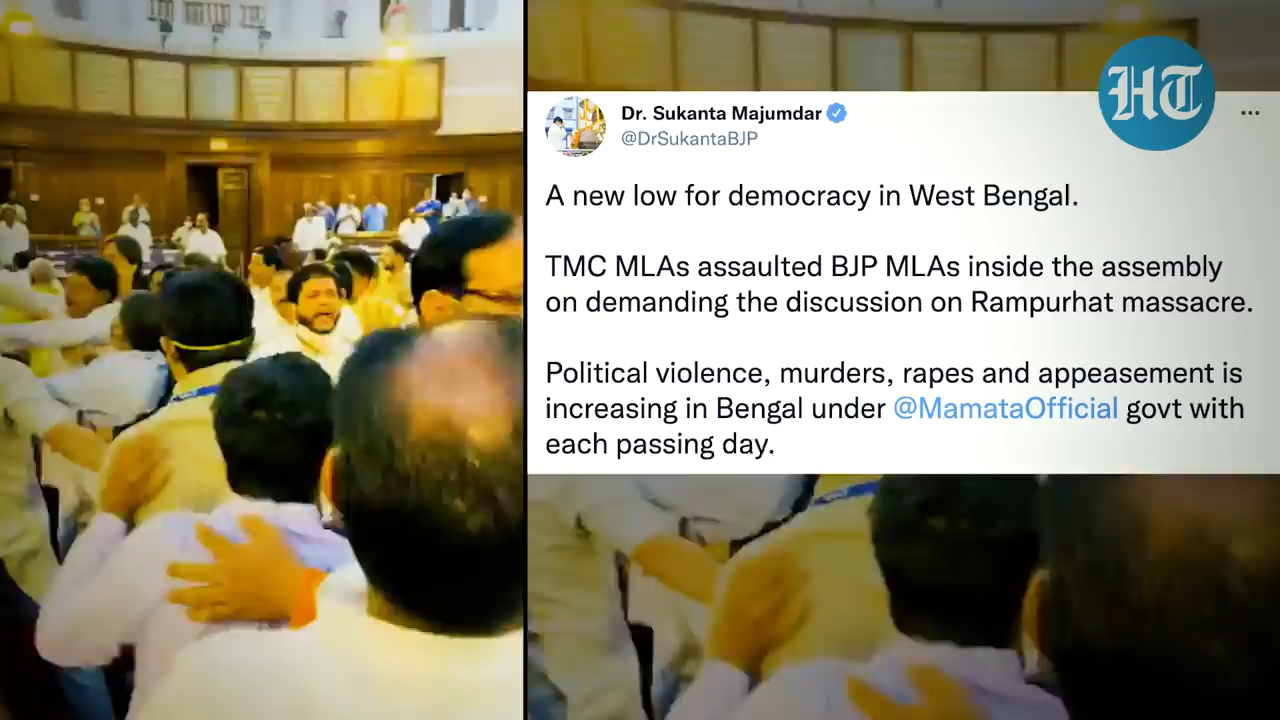 HT
Dr. Sukanta Majumdar
@DrSukantaBJP
A new low for democracy in West Bengal.
TMC MLAs assaulted BJP MLAs inside the assembly
on demanding the discussion on Rampurhat massacre.
Political violence, murders, rapes and appeasement is
increasing in Bengal under @MamataOfficial govt with
each passing day.